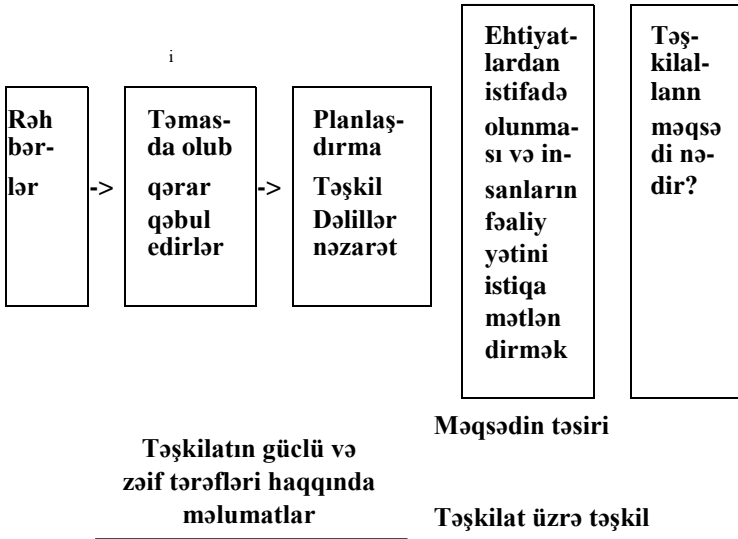 i
Rəh
bər-
lər
->
Təmas-
da olub
qərar
qəbul
edirlər
->
Planlaş-
dırma
Təşkil
Dəlillər
nəzarət
Ehtiyat-
lardan
istifadə
olunma-
sı və in-
sanların
fəaliy
yətini
istiqa
mətlən
dirmək
Təş-
kilal-
lann
məqsə
di nə-
dir?
Məqsədin təsiri
Təşkilatın güclü və
zəif tərəfləri haqqında
məlumatlar
Təşkilat üzrə təşkil